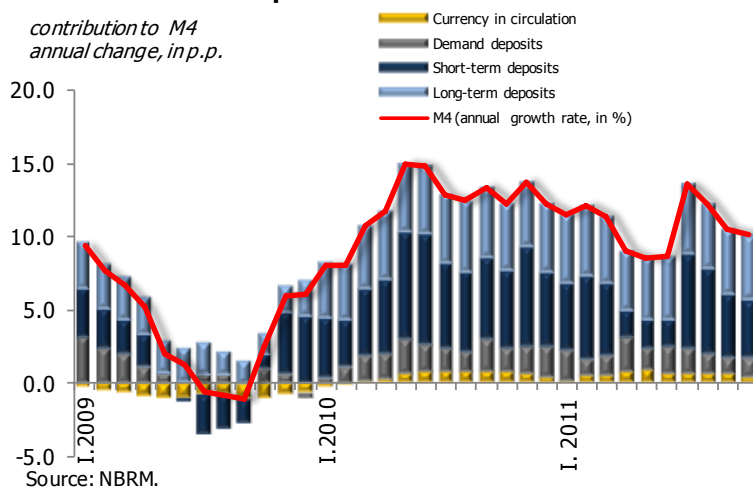 contribution to M4
annual change, in p.p.
Currency in circulation
Demand deposits
Short-term deposits
Long-term deposits
M4 (annual growth rate, in %)
20.0
15.0
10.0
5.0
0.0
-5.0
I.2009
I.2010
I. 2011
Source: NBRM.